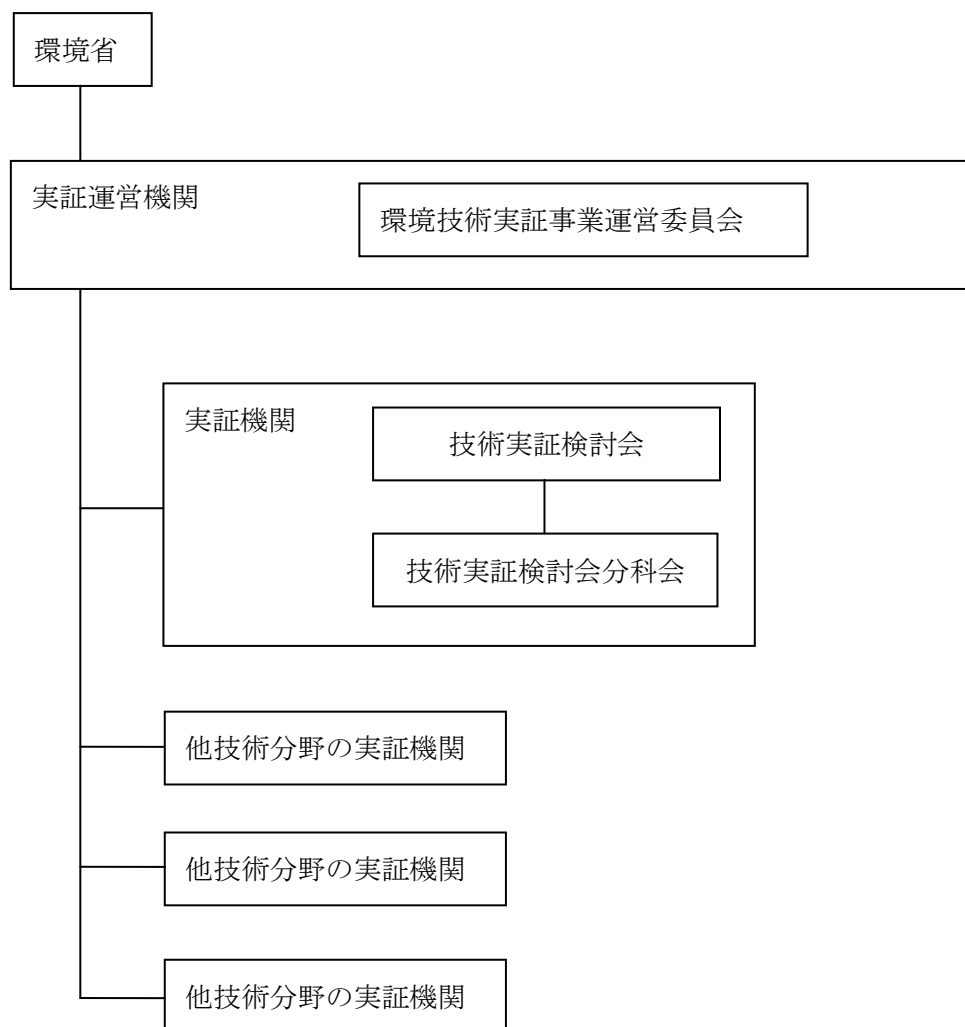 環境省
実証運営機関
環境技術実証事業運営委員会
実証機関
技術実証検討会
技術実証検討会分科会
他技術分野の実証機関
他技術分野の実証機関
他技術分野の実証機関